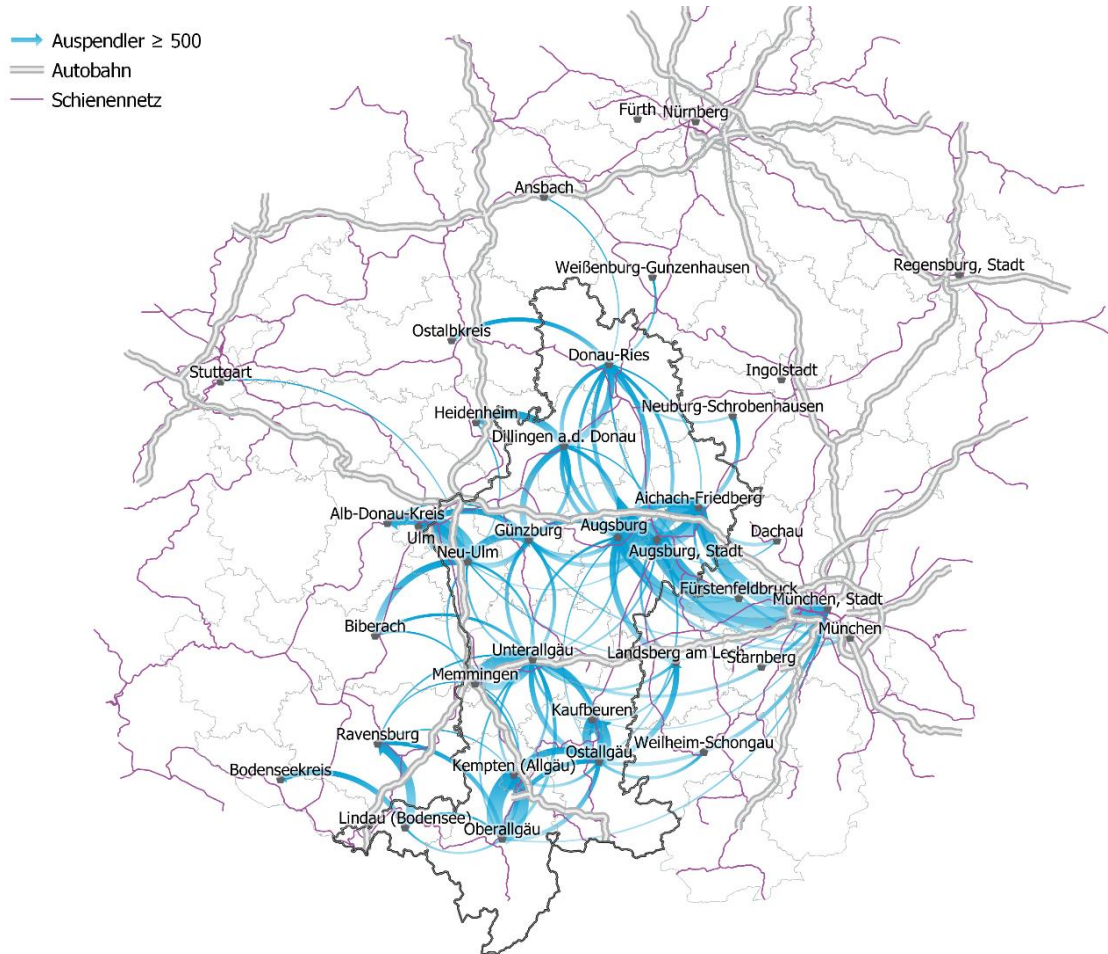 Auspendler ≥ 500
Autobahn
Schienennetz
Fürth
Nürnberg
Ansbach
Weißenburg-Gunzenhausen
Regensburg, Stadt
Ostalbkreis
Donau-Ries
Stuttgart
Ingolstadt
Heidenheim
Neuburg-Schrobenhausen
Dillingen a.d. Donau
Aichach-Friedberg
Alb-Donau-Kreis
Ulm
Günzburg
Augsburg
Augsburg, Stadt
Dachau
Neu-Ulm
Fürstenfeldbruck
München, Stadt
Biberach
München
Unterallgäu
Landsberg am Lech
Starnberg
Memmingen
Kaufbeuren
Ravensburg
Ostallgäu
Weilheim-Schongau
Bodenseekreis
Kempten (Allgäu)
Lindau (Bodensee)
Oberallgäu